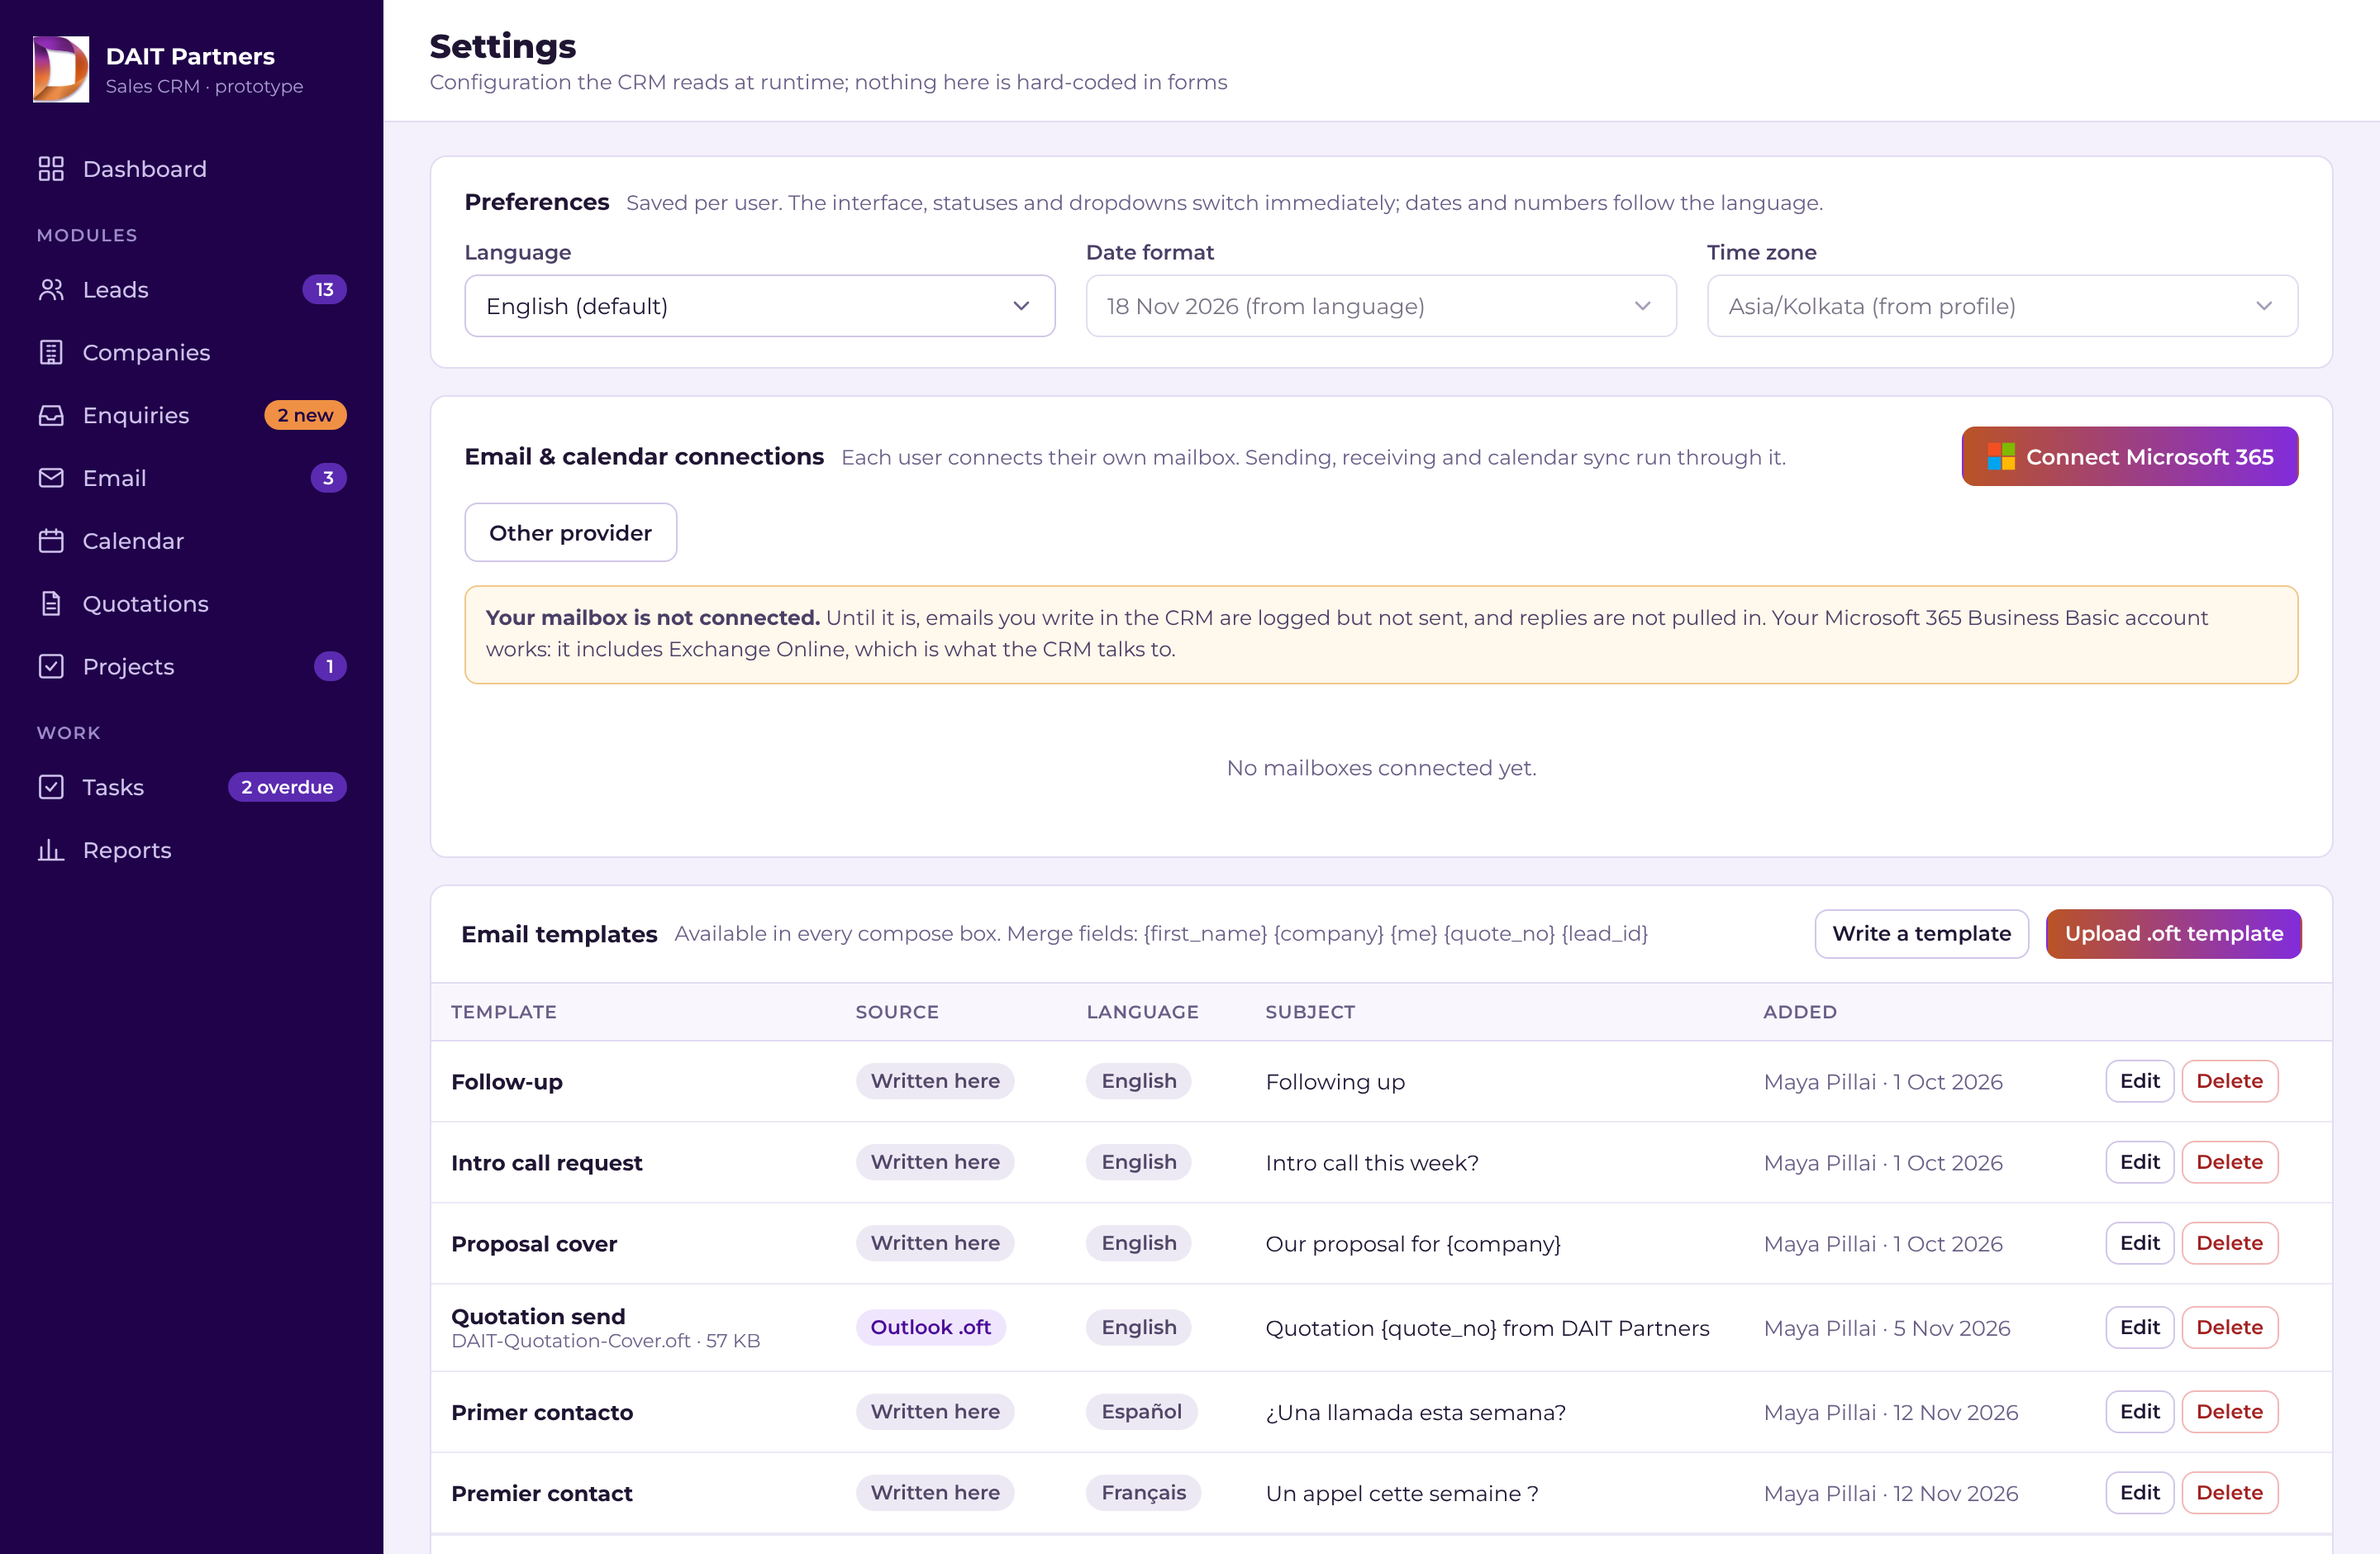 DAIT Partners
Sales CRM · prototype
Dashboard
MODULES
Leads 13
Companies
Enquiries 2 new
Email 3
Calendar
Quotations
Projects 1
WORK
Tasks 2 overdue
Reports
Settings
Configuration the CRM reads at runtime; nothing here is hard-coded in forms
Preferences Saved per user. The interface, statuses and dropdowns switch immediately; dates and numbers follow the language.
Language Date format Time zone
English (default) 18 Nov 2026 (from language) Asia/Kolkata (from profile)
Email & calendar connections Each user connects their own mailbox. Sending, receiving and calendar sync run through it. Connect Microsoft 365
Other provider
Your mailbox is not connected. Until it is, emails you write in the CRM are logged but not sent, and replies are not pulled in. Your Microsoft 365 Business Basic account
works: it includes Exchange Online, which is what the CRM talks to.
No mailboxes connected yet.
Email templates Available in every compose box. Merge fields: {first_name} {company} {me} {quote_no} {lead_id} Write a template Upload .oft template
TEMPLATE SOURCE LANGUAGE SUBJECT ADDED
Follow-up Written here English Following up Maya Pillai · 1 Oct 2026 Edit Delete
Intro call request Written here English Intro call this week? Maya Pillai · 1 Oct 2026 Edit Delete
Proposal cover Written here English Our proposal for {company} Maya Pillai · 1 Oct 2026 Edit Delete
Quotation send Outlook .oft English Quotation {quote_no} from DAIT Partners Maya Pillai · 5 Nov 2026 Edit Delete
DAIT-Quotation-Cover.oft · 57 KB
Primer contacto Written here Español ¿Una llamada esta semana? Maya Pillai · 12 Nov 2026 Edit Delete
Premier contact Written here Français Un appel cette semaine ? Maya Pillai · 12 Nov 2026 Edit Delete